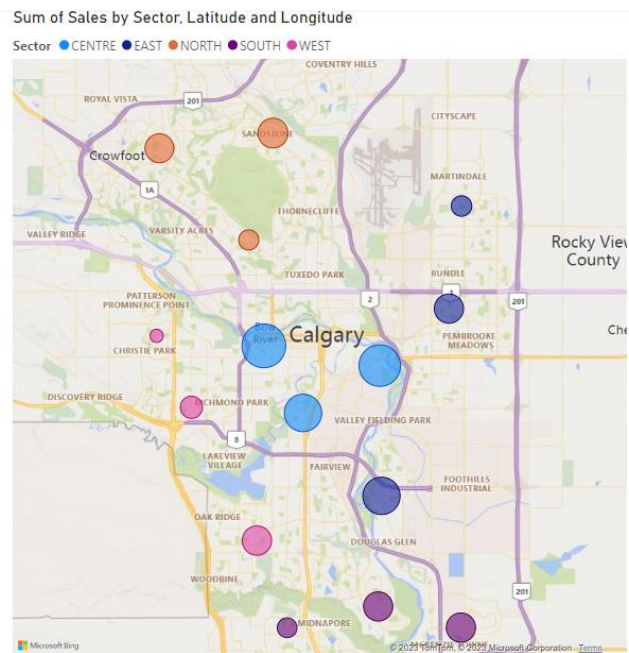 Sum of Sales by Sector, Latitude and Longitude
Sector CENTRE EAST NORTH SOUTH WEST
COVENTRY HILLS
ROYAL VISTA
201
CITYSCAPE
SANDSTONE
Crowfoot
MARTINDALE
1A
THORNCLIFFE
VALLEY RIDGE
VARSITY ACRES
Rocky View
County
TUXEDO PARK
RUNDLE
1
PATTERSON
PROMINENCE POINT
2
201
Bow
River
Calgary
PEMBROOKE
MEADOWS
Che
CHRISTIE PARK
DISCOVERY RIDGE
RICHMOND PARK
VALLEY FIELDING PARK
8
LAKEVIEW
VILLAGE
FAIRVIEW
FOOTHILLS
INDUSTRIAL
OAK RIDGE
DOUGLAS GLEN
WOODBINE
201
MIDNAPORE
Microsoft Bing
© 2023 TomTom, © 2023 Microsoft Corporation Terms